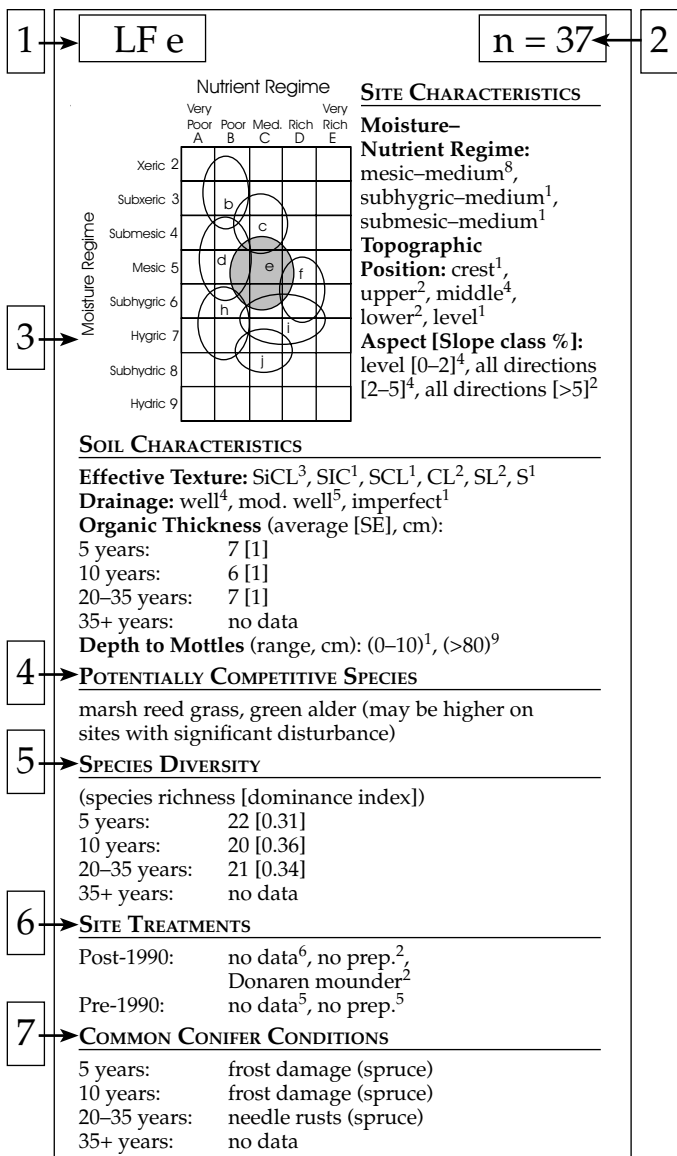 1
LF e
n = 37
2
Nutrient Regime
Very Poor A
Poor B
Med. C
Rich D
Very Rich E
Moisture Regime
Xeric 2
Subxeric 3
Submesic 4
Mesic 5
Subhygric 6
Hygric 7
Subhydric 8
Hydric 9
b
c
d
e
f
h
i
j
3
SITE CHARACTERISTICS
Moisture–
Nutrient Regime:
mesic–medium⁸,
subhygric–medium¹,
submesic–medium¹
Topographic
Position: crest¹,
upper², middle⁴,
lower², level¹
Aspect [Slope class %]:
level [0–2]⁴, all directions
[2–5]⁴, all directions [>5]²
SOIL CHARACTERISTICS
Effective Texture: SiCL³, SIC¹, SCL¹, CL², SL², S¹
Drainage: well⁴, mod. well⁵, imperfect¹
Organic Thickness (average [SE], cm):
5 years: 7 [1]
10 years: 6 [1]
20–35 years: 7 [1]
35+ years: no data
Depth to Mottles (range, cm): (0–10)¹, (>80)⁹
4
POTENTIALLY COMPETITIVE SPECIES
marsh reed grass, green alder (may be higher on
sites with significant disturbance)
5
SPECIES DIVERSITY
(species richness [dominance index])
5 years: 22 [0.31]
10 years: 20 [0.36]
20–35 years: 21 [0.34]
35+ years: no data
6
SITE TREATMENTS
Post-1990: no data⁶, no prep.²,
Donaren mounder²
Pre-1990: no data⁵, no prep.⁵
7
COMMON CONIFER CONDITIONS
5 years: frost damage (spruce)
10 years: frost damage (spruce)
20–35 years: needle rusts (spruce)
35+ years: no data